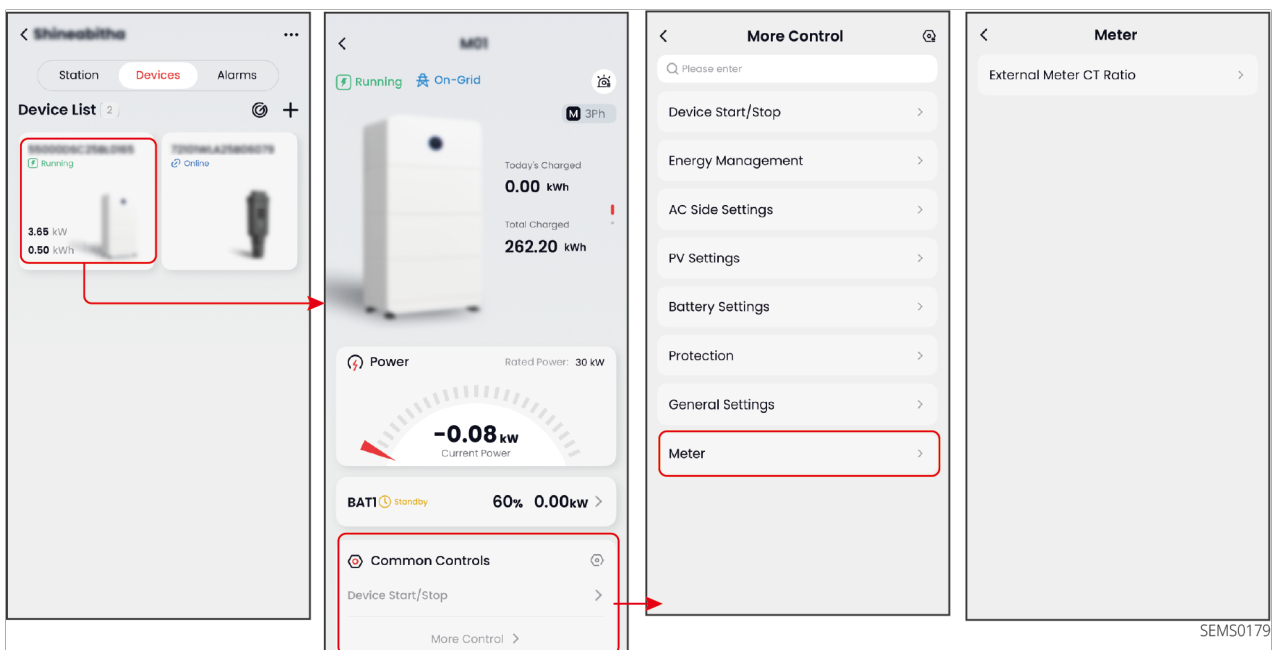 Station
Devices
Alarms
Device List 2
Running
3.65 kW
0.50 kWh
Online
M01
Running
On-Grid
M 3Ph
Today's Charged
0.00 kWh
Total Charged
262.20 kWh
Power
Rated Power: 30 kW
-0.08 kw
Current Power
BAT1 Standby 60% 0.00kw
Common Controls
Device Start/Stop
More Control
More Control
Please enter
Device Start/Stop
Energy Management
AC Side Settings
PV Settings
Battery Settings
Protection
General Settings
Meter
Meter
External Meter CT Ratio
SEMS0179